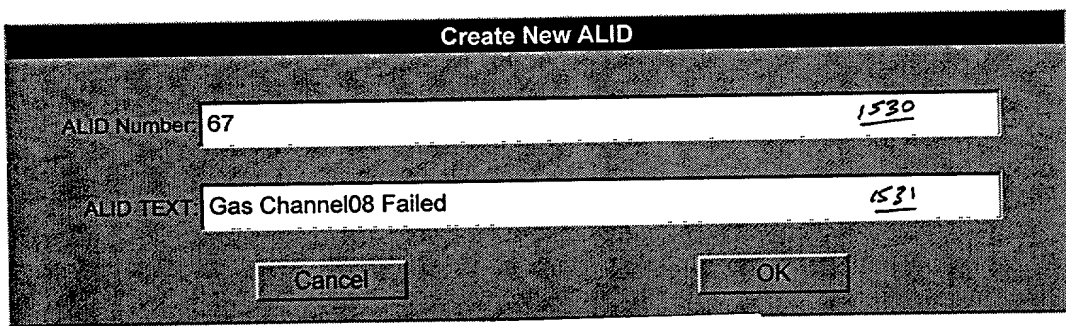 Create New ALID
ALID Number: 67 1530
ALID TEXT Gas Channel08 Failed 1531
Cancel OK